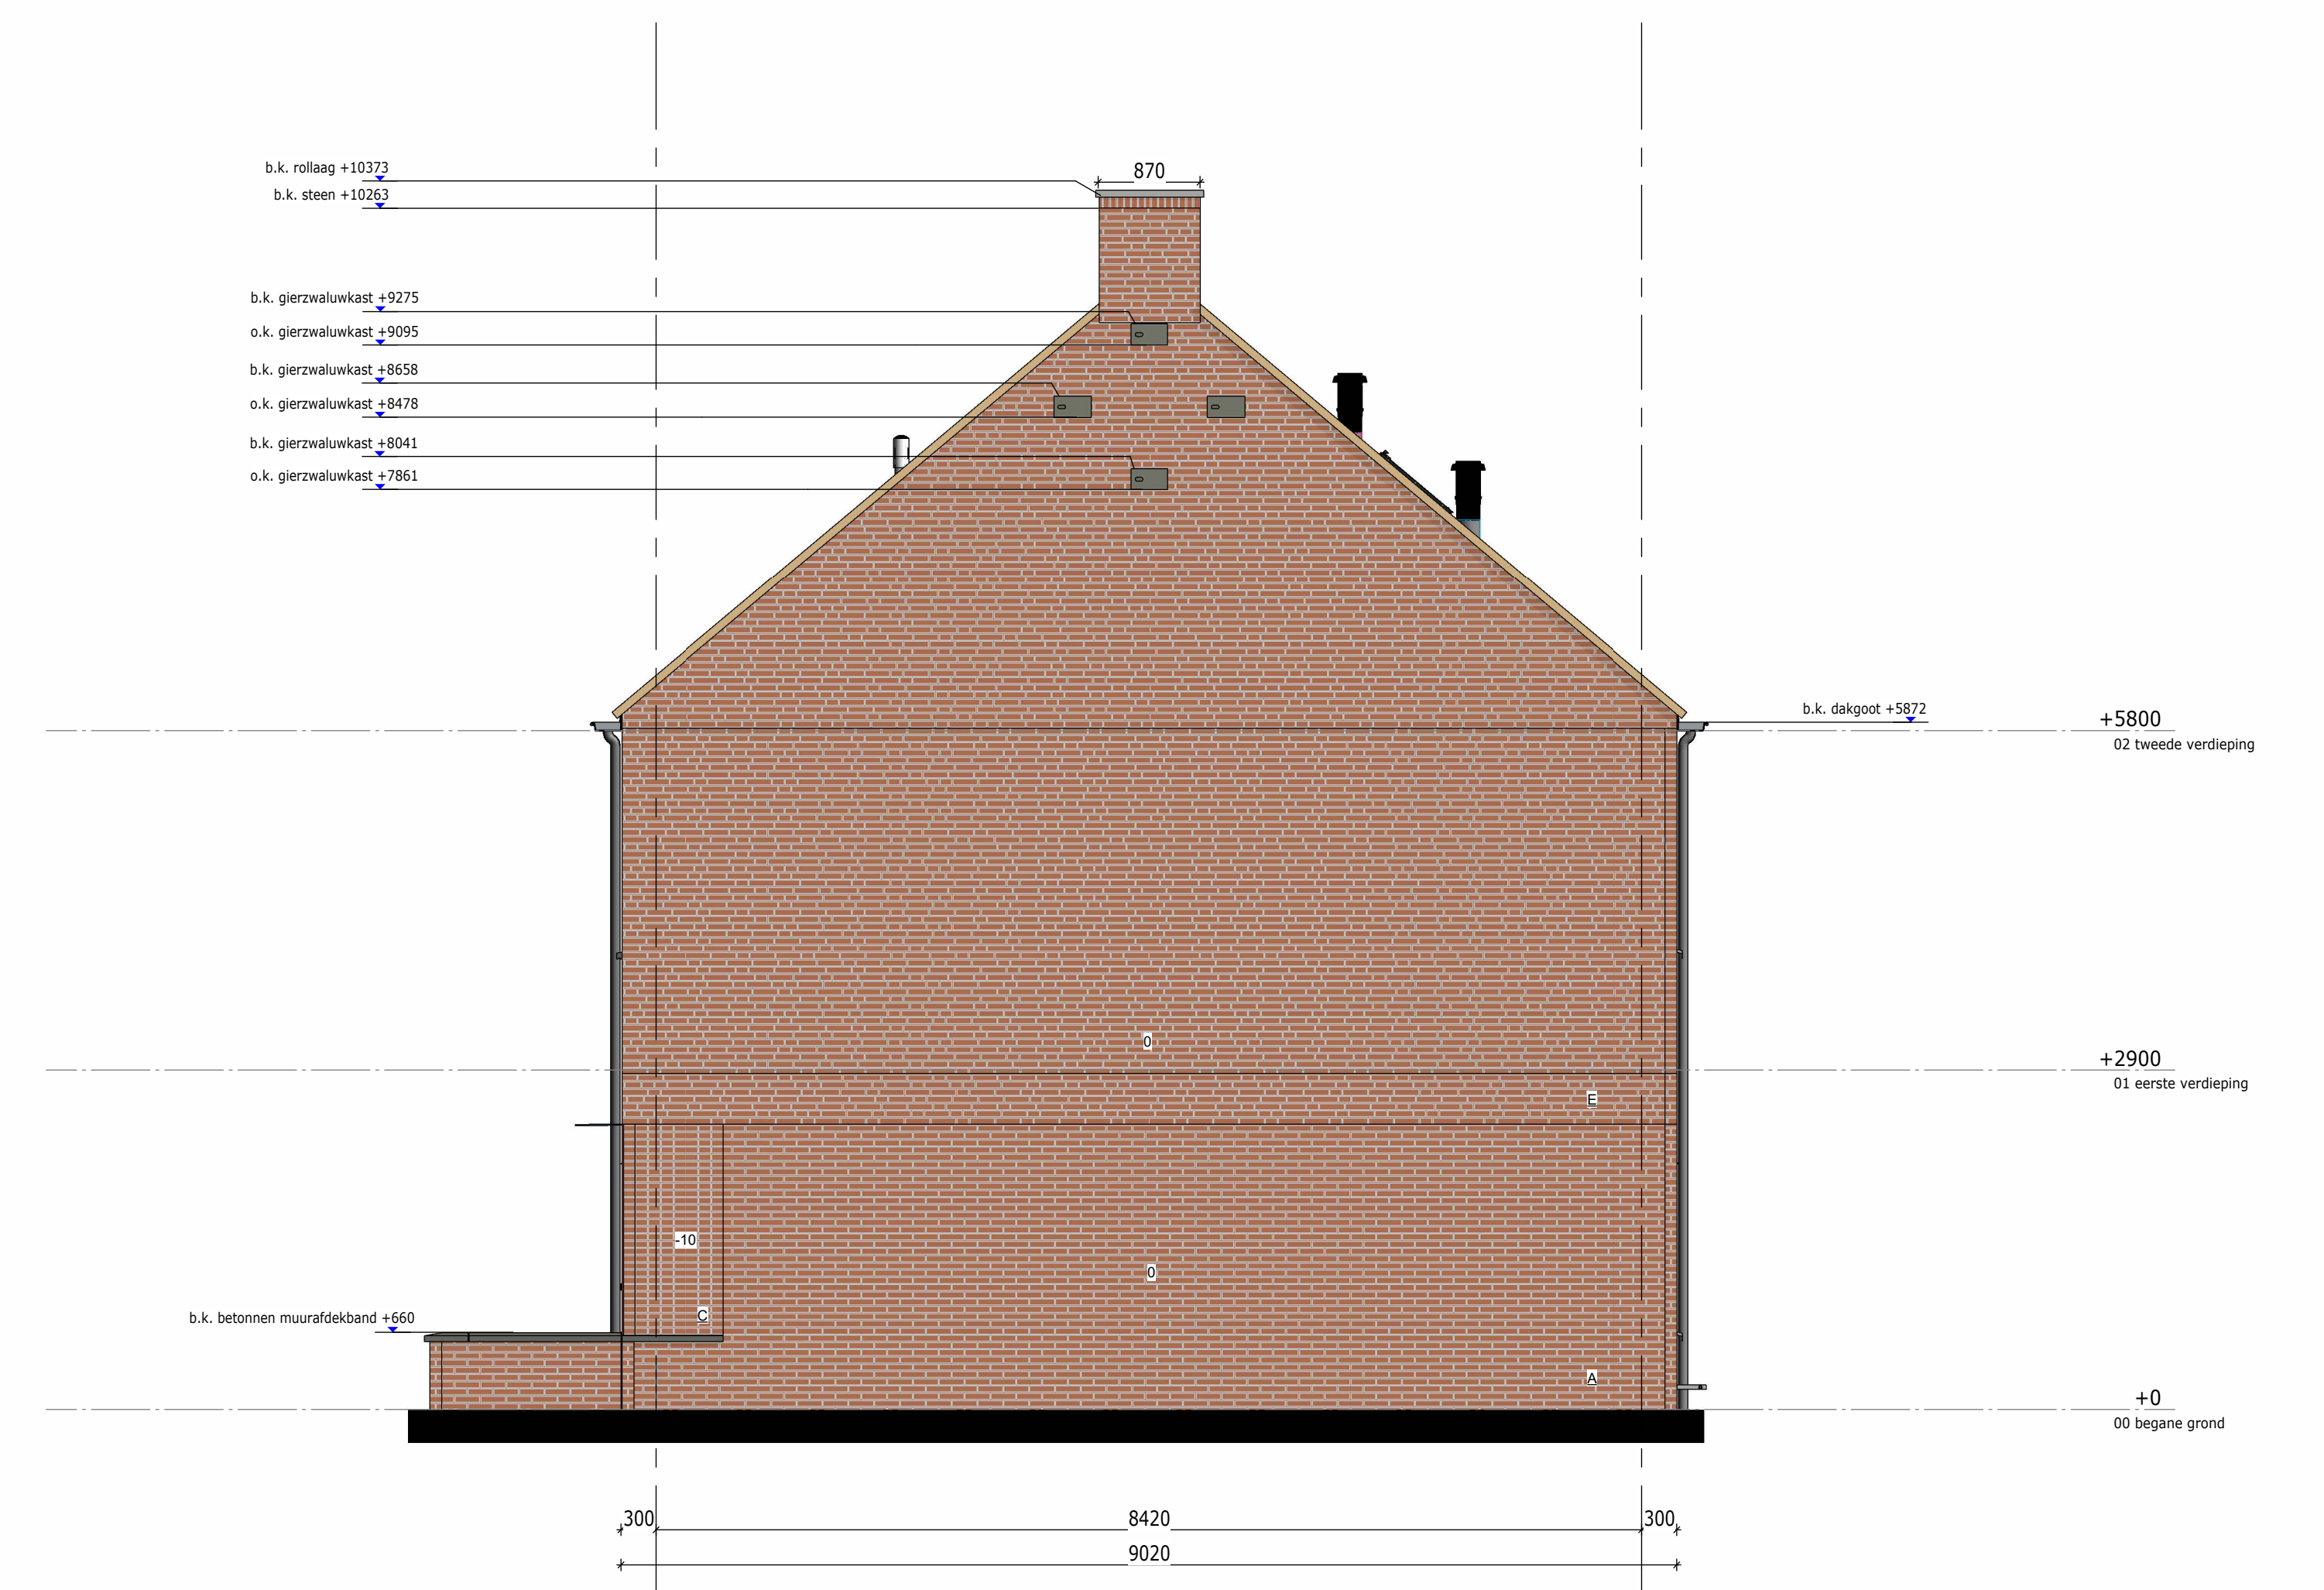 b.k. rollaag +10373
870
b.k. steen +10263
b.k. gierzwaluwkast +9275
o.k. gierzwaluwkast +9095
b.k. gierzwaluwkast +8658
o.k. gierzwaluwkast +8478
b.k. gierzwaluwkast +8041
o.k. gierzwaluwkast +7861
b.k. dakgoot +5872
+5800
02 tweede verdieping
0
+2900
01 eerste verdieping
E
-10
0
C
b.k. betonnen muurafdekband +660
A
+0
00 begane grond
300
8420
300
9020